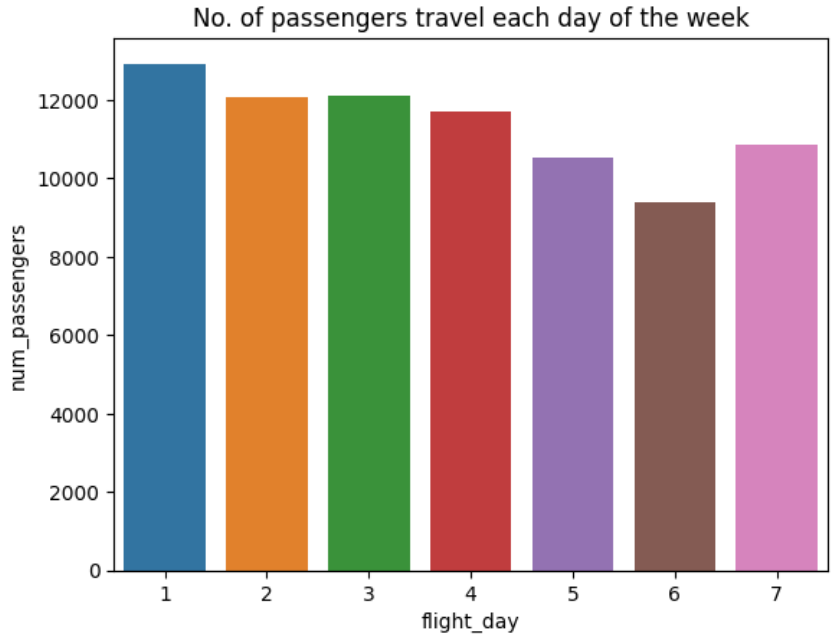 No. of passengers travel each day of the week
num_passengers
12000
10000
8000
6000
4000
2000
0
1 2 3 4 5 6 7
flight_day